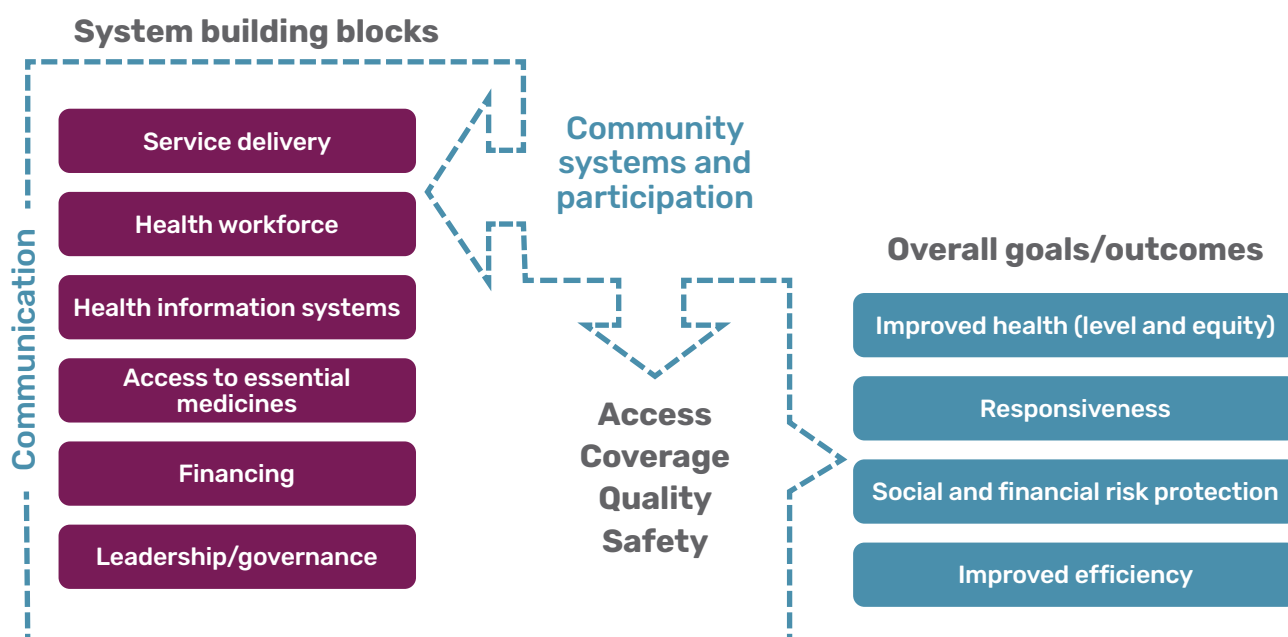 System building blocks
Communication
Service delivery
Health workforce
Health information systems
Access to essential
medicines
Financing
Leadership/governance
Community
systems and
participation
Access
Coverage
Quality
Safety
Overall goals/outcomes
Improved health (level and equity)
Responsiveness
Social and financial risk protection
Improved efficiency